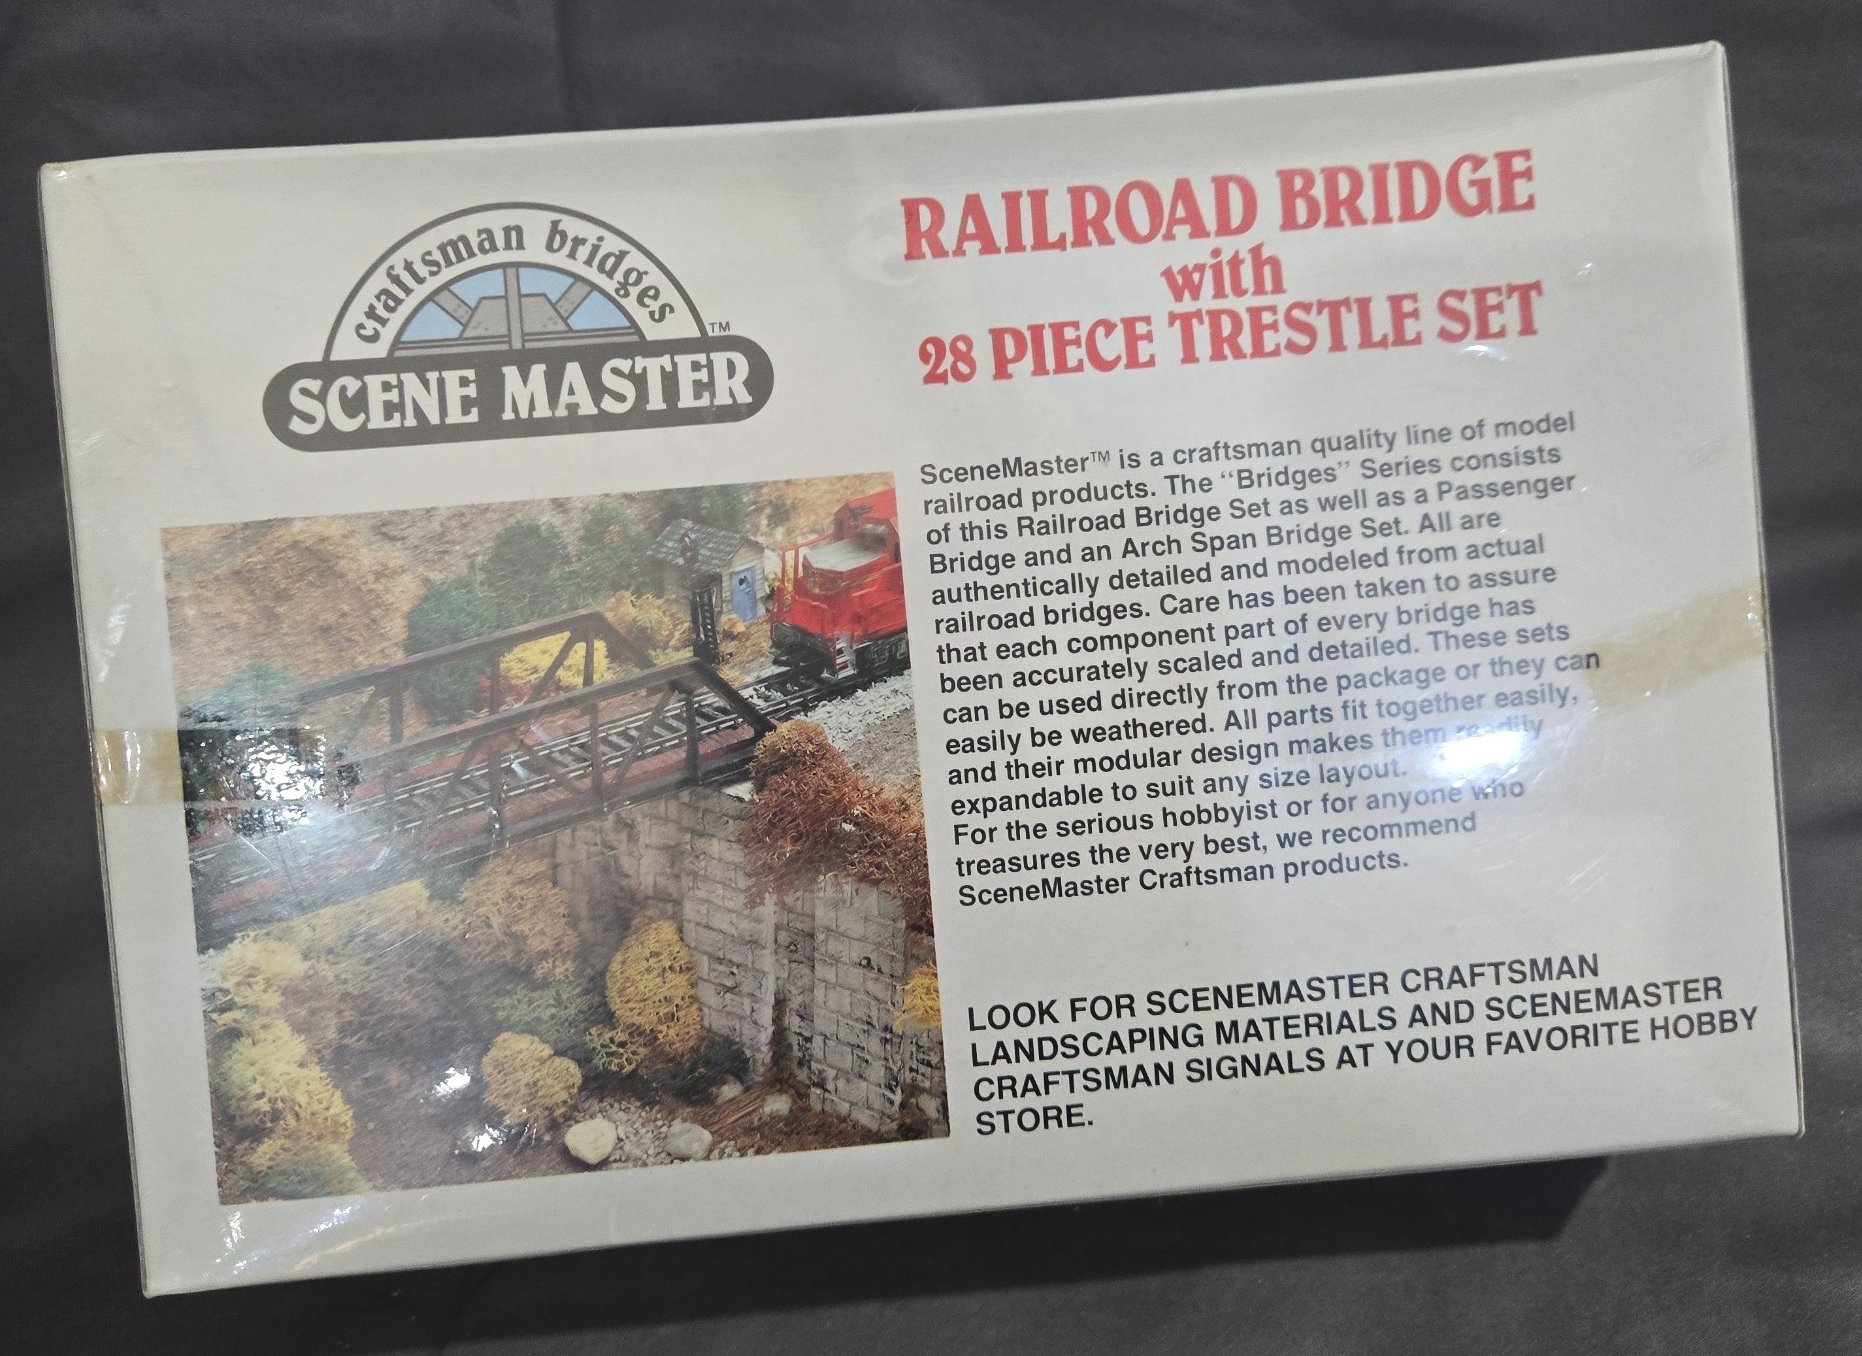 craftsman bridges
TM
SCENE MASTER
RAILROAD BRIDGE
with
28 PIECE TRESTLE SET
SceneMaster™ is a craftsman quality line of model
railroad products. The “Bridges” Series consists
of this Railroad Bridge Set as well as a Passenger
Bridge and an Arch Span Bridge Set. All are
authentically detailed and modeled from actual
railroad bridges. Care has been taken to assure
that each component part of every bridge has
been accurately scaled and detailed. These sets
can be used directly from the package or they can
easily be weathered. All parts fit together easily,
and their modular design makes them readily
expandable to suit any size layout.
For the serious hobbyist or for anyone who
treasures the very best, we recommend
SceneMaster Craftsman products.
LOOK FOR SCENEMASTER CRAFTSMAN
LANDSCAPING MATERIALS AND SCENEMASTER
CRAFTSMAN SIGNALS AT YOUR FAVORITE HOBBY
STORE.